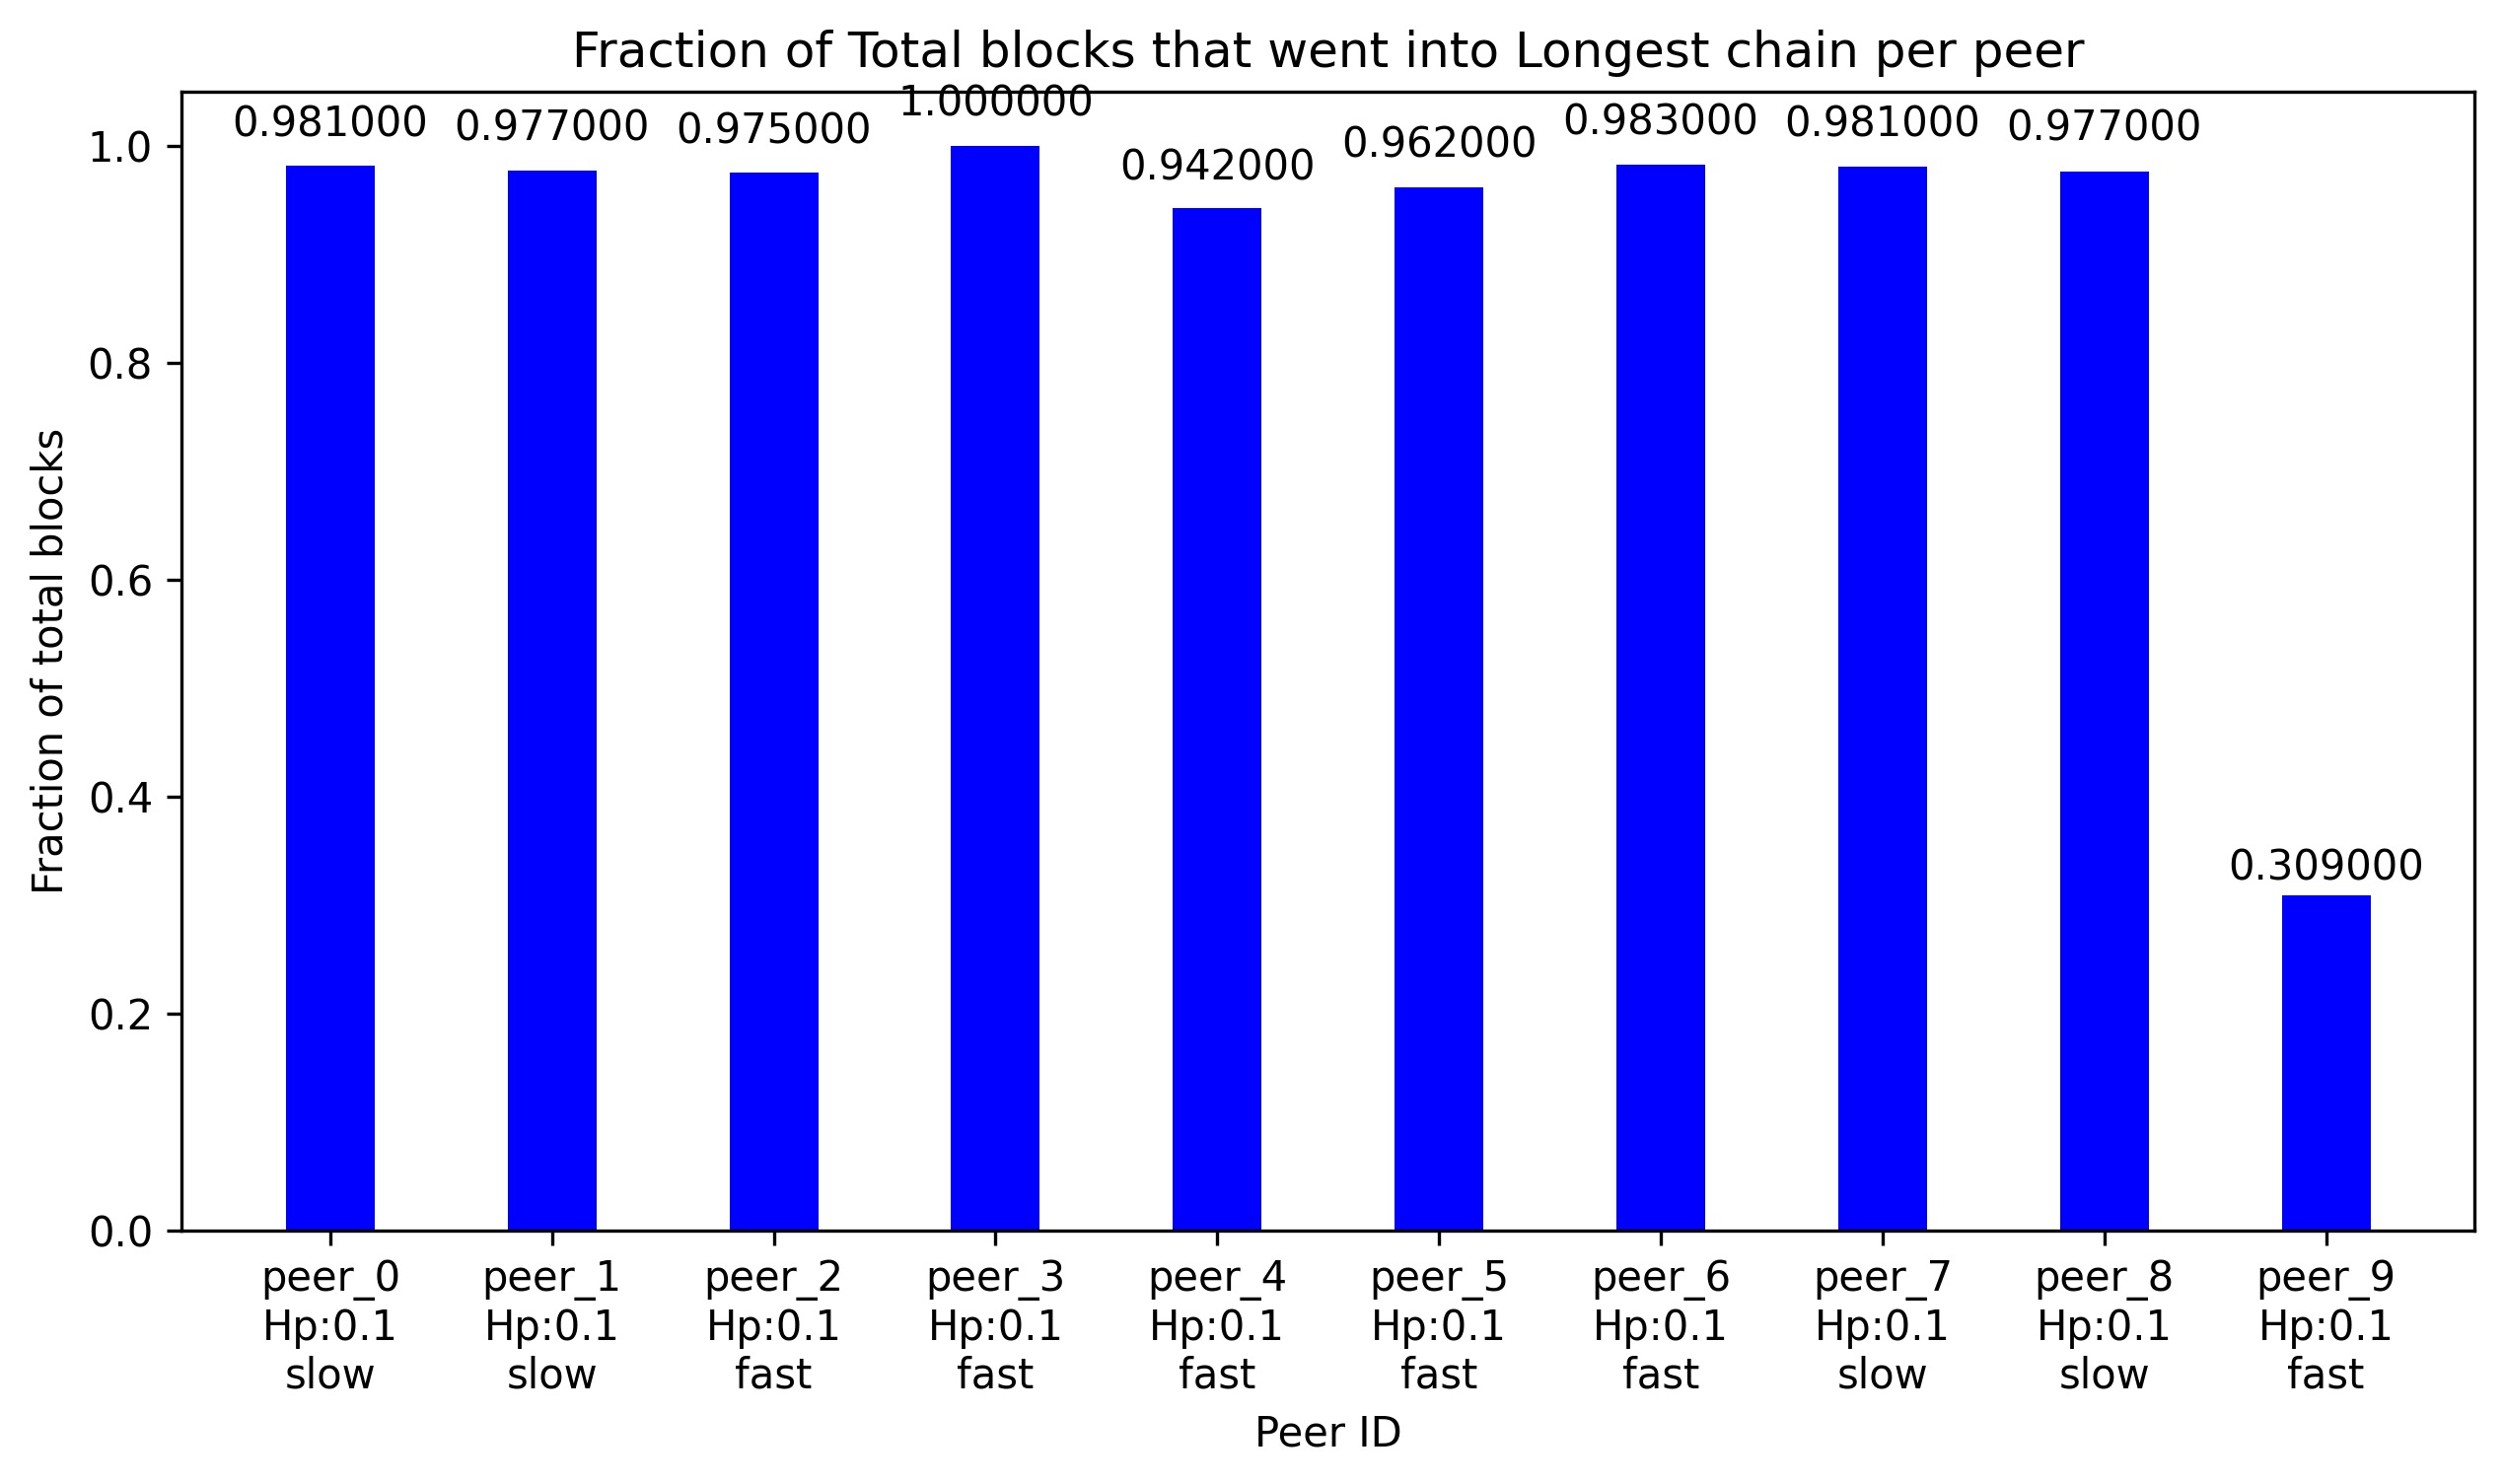 Fraction of Total blocks that went into Longest chain per peer
0.981000
0.977000
0.975000
1.000000
0.942000
0.962000
0.983000
0.981000
0.977000
0.309000
Fraction of total blocks
1.0
0.8
0.6
0.4
0.2
0.0
peer_0
Hp:0.1
slow
peer_1
Hp:0.1
slow
peer_2
Hp:0.1
fast
peer_3
Hp:0.1
fast
peer_4
Hp:0.1
fast
peer_5
Hp:0.1
fast
peer_6
Hp:0.1
fast
peer_7
Hp:0.1
slow
peer_8
Hp:0.1
slow
peer_9
Hp:0.1
fast
Peer ID